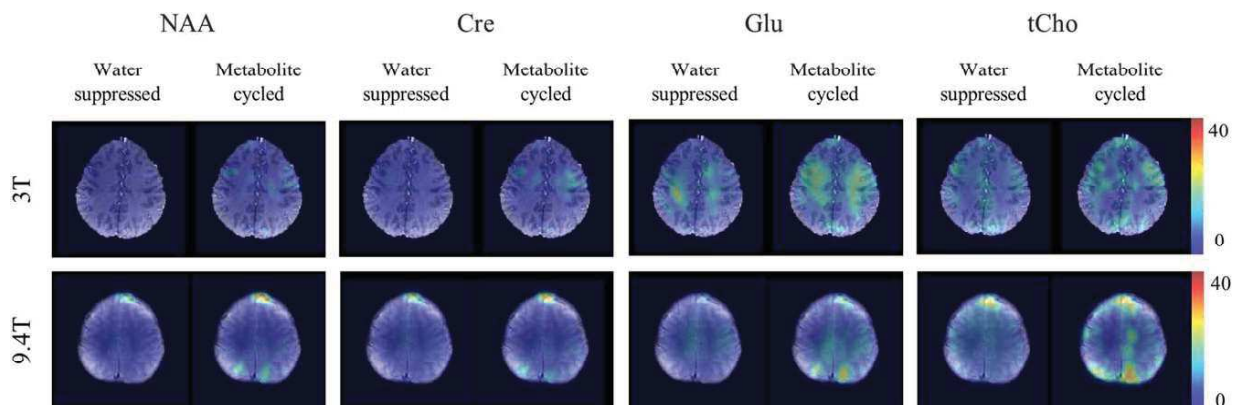 NAA Cre Glu tCho
Water suppressed Metabolite cycled Water suppressed Metabolite cycled Water suppressed Metabolite cycled Water suppressed Metabolite cycled
3T
40
0
9.4T
40
0